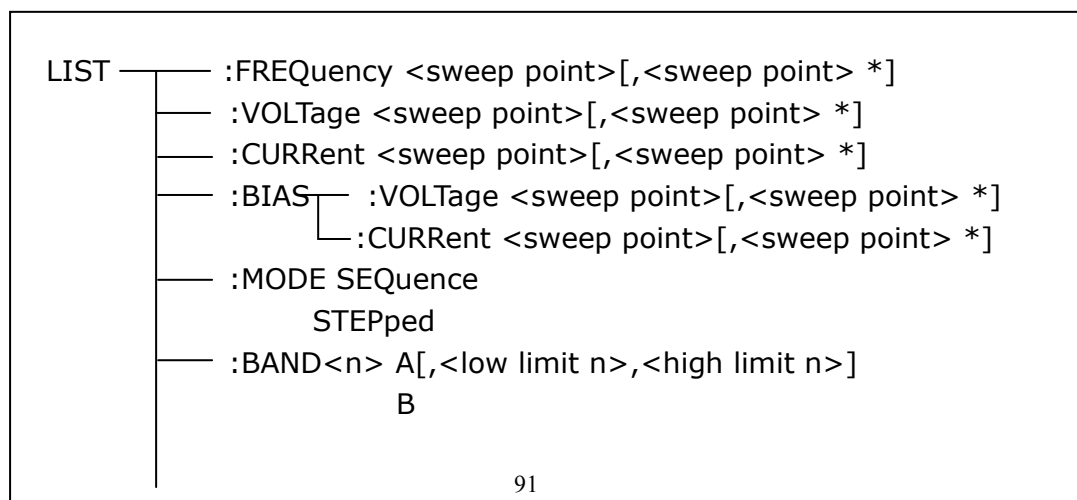 LIST :FREQuency <sweep point>[,<sweep point> *]
:VOLTage <sweep point>[,<sweep point> *]
:CURRent <sweep point>[,<sweep point> *]
:BIAS :VOLTage <sweep point>[,<sweep point> *]
:CURRent <sweep point>[,<sweep point> *]
:MODE SEQuence
STEPped
:BAND<n> A[,<low limit n>,<high limit n>]
B
91